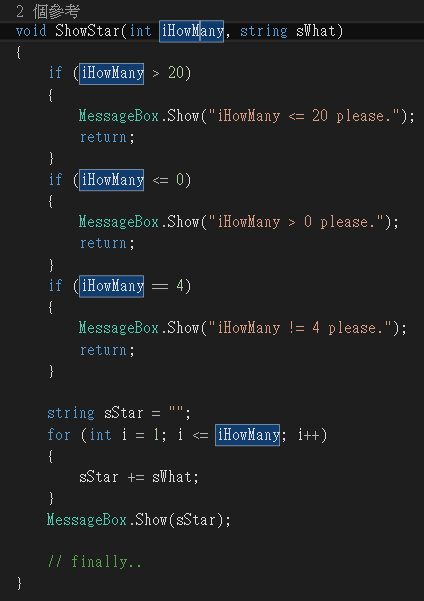 2 個參考
void ShowStar(int iHowMany, string sWhat)
{
    if (iHowMany > 20)
    {
        MessageBox.Show("iHowMany <= 20 please.");
        return;
    }
    if (iHowMany <= 0)
    {
        MessageBox.Show("iHowMany > 0 please.");
        return;
    }
    if (iHowMany == 4)
    {
        MessageBox.Show("iHowMany != 4 please.");
        return;
    }

    string sStar = "";
    for (int i = 1; i <= iHowMany; i++)
    {
        sStar += sWhat;
    }
    MessageBox.Show(sStar);

    // finally..
}